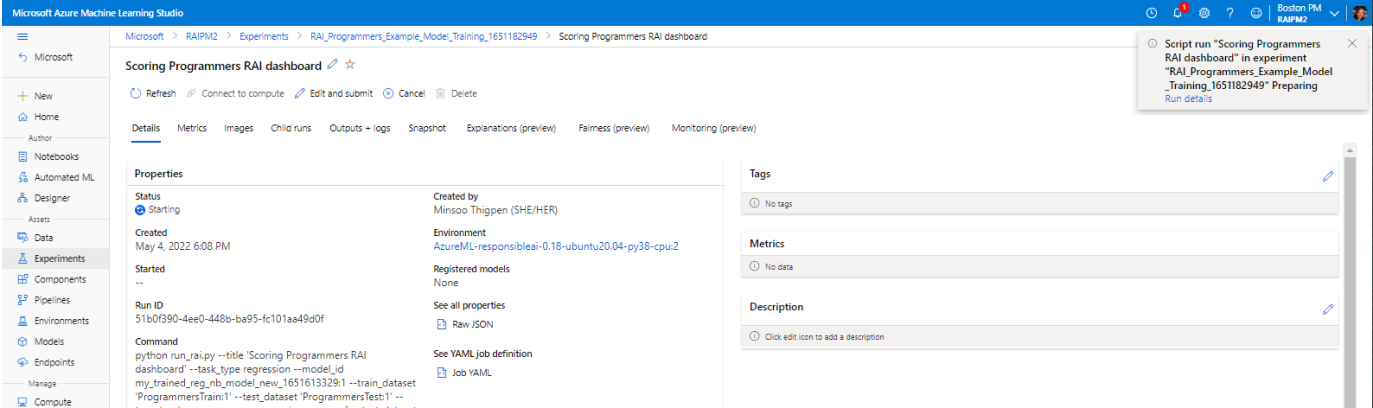 Microsoft Azure Machine Learning Studio
1
Boston PM
RAIPM2
Microsoft
New
Home
Author
Notebooks
Automated ML
Designer
Assets
Data
Experiments
Components
Pipelines
Environments
Models
Endpoints
Manage
Compute
Microsoft > RAIPM2 > Experiments > RAI_Programmers_Example_Model_Training_1651182949 > Scoring Programmers RAI dashboard
Scoring Programmers RAI dashboard
Refresh Connect to compute Edit and submit Cancel Delete
Details Metrics Images Child runs Outputs + logs Snapshot Explanations (preview) Fairness (preview) Monitoring (preview)
Properties
Status
Starting
Created
May 4, 2022 6:08 PM
Started
--
Run ID
51b0f390-4ee0-448b-ba95-fc101aa49d0f
Command
python run_rai.py --title 'Scoring Programmers RAI
dashboard' --task_type regression --model_id
my_trained_reg_nb_model_new_1651613329:1 --train_dataset
'ProgrammersTrain:1' --test_dataset 'ProgrammersTest:1' --
Created by
Minsoo Thigpen (SHE/HER)
Environment
AzureML-responsibleai-0.18-ubuntu20.04-py38-cpu:2
Registered models
None
See all properties
Raw JSON
See YAML job definition
Job YAML
Tags
No tags
Metrics
No data
Description
Click edit icon to add a description
Script run "Scoring Programmers
RAI dashboard" in experiment
"RAI_Programmers_Example_Model
_Training_1651182949" Preparing
Run details